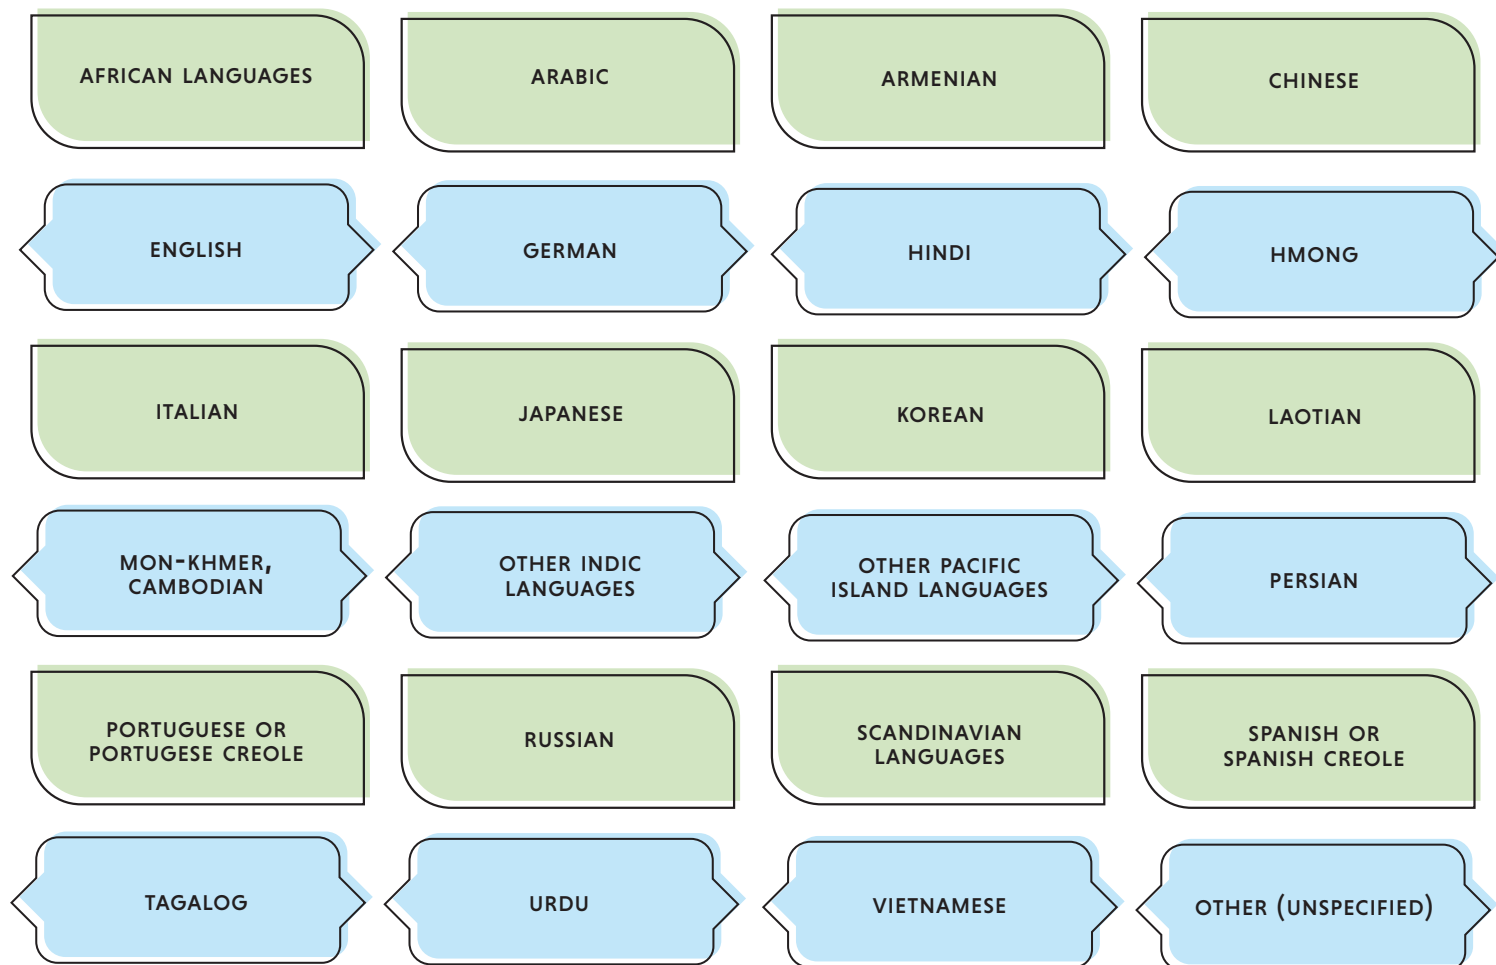 AFRICAN LANGUAGES
ARABIC
ARMENIAN
CHINESE
ENGLISH
GERMAN
HINDI
HMONG
ITALIAN
JAPANESE
KOREAN
LAOTIAN
MON-KHMER,
CAMBODIAN
OTHER INDIC
LANGUAGES
OTHER PACIFIC
ISLAND LANGUAGES
PERSIAN
PORTUGUESE OR
PORTUGESE CREOLE
RUSSIAN
SCANDINAVIAN
LANGUAGES
SPANISH OR
SPANISH CREOLE
TAGALOG
URDU
VIETNAMESE
OTHER (UNSPECIFIED)